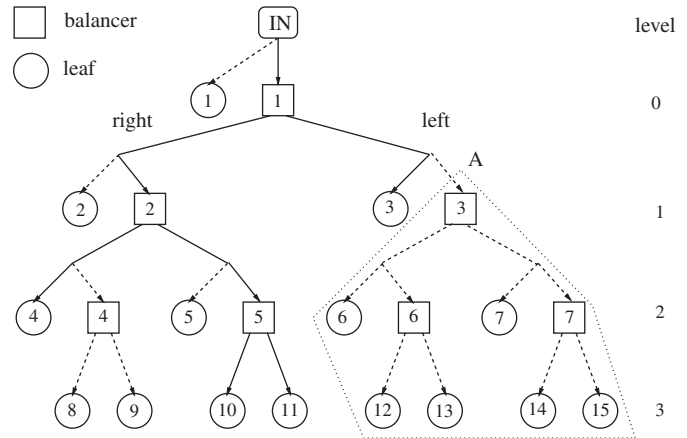 balancer IN level
leaf
1 1 0
right left
A
2 2 3 3 1
4 4 5 5 6 6 7 7 2
8 9 10 11 12 13 14 15 3